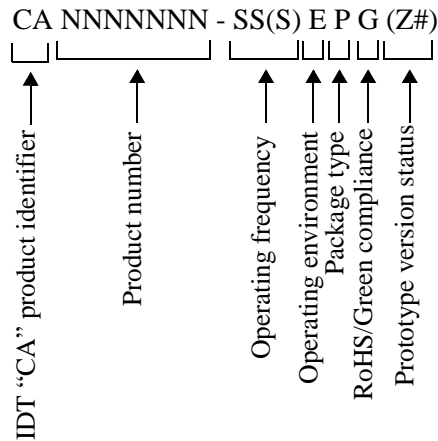 CA NNNNNNN - SS(S) E P G (Z#)
IDT “CA” product identifier
Product number
Operating frequency
Operating environment
Package type
RoHS/Green compliance
Prototype version status